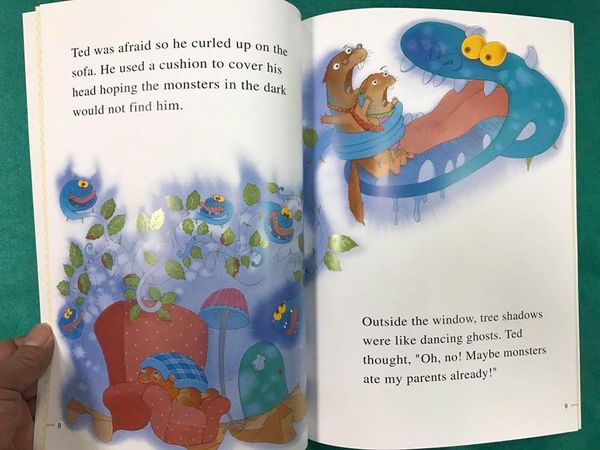 Ted was afraid so he curled up on the
sofa. He used a cushion to cover his
head hoping the monsters in the dark
would not find him.
8
Outside the window, tree shadows
were like dancing ghosts. Ted
thought, "Oh, no! Maybe monsters
ate my parents already!"
9